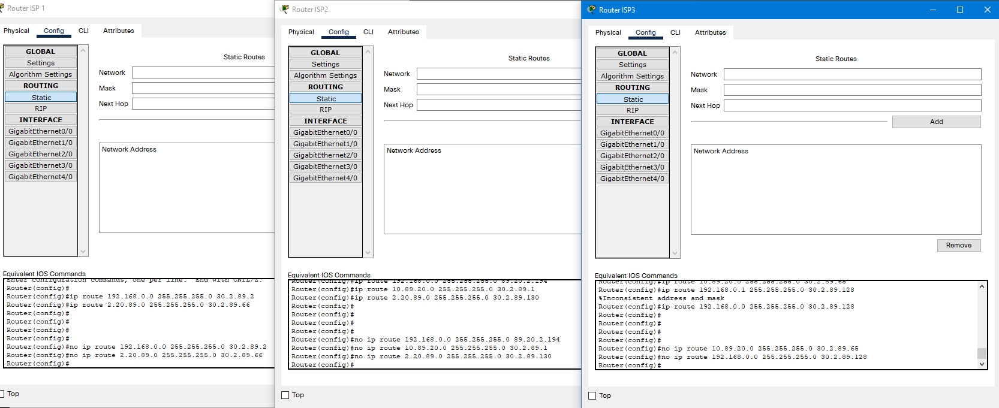 Router ISP 1
Physical Config CLI Attributes
GLOBAL
Settings
Algorithm Settings
ROUTING
Static
RIP
INTERFACE
GigabitEthernet0/0
GigabitEthernet1/0
GigabitEthernet2/0
GigabitEthernet3/0
GigabitEthernet4/0
Static Routes
Network
Mask
Next Hop
Network Address
Equivalent IOS Commands
Enter configuration commands, one per line. End with CNTL/Z.
Router(config)#
Router(config)#ip route 192.168.0.0 255.255.255.0 30.2.89.2
Router(config)#ip route 2.20.89.0 255.255.255.0 30.2.89.66
Router(config)#
Router(config)#
Router(config)#
Router(config)#
Router(config)#no ip route 192.168.0.0 255.255.255.0 30.2.89.2
Router(config)#no ip route 2.20.89.0 255.255.255.0 30.2.89.66
Router(config)#
Top
Router ISP2
Physical Config CLI Attributes
GLOBAL
Settings
Algorithm Settings
ROUTING
Static
RIP
INTERFACE
GigabitEthernet0/0
GigabitEthernet1/0
GigabitEthernet2/0
GigabitEthernet3/0
GigabitEthernet4/0
Static Routes
Network
Mask
Next Hop
Network Address
Equivalent IOS Commands
Router(config)#ip route 192.168.0.0 255.255.255.0 89.20.2.194
Router(config)#ip route 10.89.20.0 255.255.255.0 30.2.89.1
Router(config)#ip route 2.20.89.0 255.255.255.0 30.2.89.130
Router(config)#
Router(config)#
Router(config)#
Router(config)#
Router(config)#no ip route 192.168.0.0 255.255.255.0 89.20.2.194
Router(config)#no ip route 10.89.20.0 255.255.255.0 30.2.89.1
Router(config)#no ip route 2.20.89.0 255.255.255.0 30.2.89.130
Router(config)#
Top
Router ISP3
Physical Config CLI Attributes
GLOBAL
Settings
Algorithm Settings
ROUTING
Static
RIP
INTERFACE
GigabitEthernet0/0
GigabitEthernet1/0
GigabitEthernet2/0
GigabitEthernet3/0
GigabitEthernet4/0
Static Routes
Network
Mask
Next Hop
Add
Network Address
Remove
Equivalent IOS Commands
Router(config)#ip route 10.89.20.0 255.255.255.0 30.2.89.65
Router(config)#ip route 192.168.0.1 255.255.255.0 30.2.89.128
%Inconsistent address and mask
Router(config)#ip route 192.168.0.0 255.255.255.0 30.2.89.128
Router(config)#
Router(config)#
Router(config)#
Router(config)#
Router(config)#no ip route 10.89.20.0 255.255.255.0 30.2.89.65
Router(config)#no ip route 192.168.0.0 255.255.255.0 30.2.89.128
Router(config)#
Top